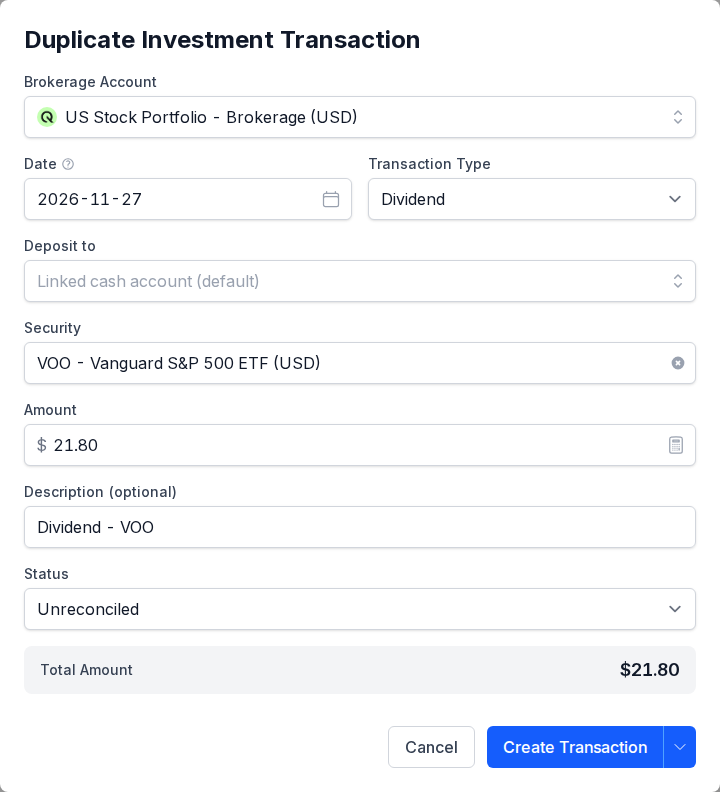 Duplicate Investment Transaction
Brokerage Account
US Stock Portfolio - Brokerage (USD)
Date
Transaction Type
2026-11-27
Dividend
Deposit to
Linked cash account (default)
Security
VOO - Vanguard S&P 500 ETF (USD)
Amount
$ 21.80
Description (optional)
Dividend - VOO
Status
Unreconciled
Total Amount $21.80
Cancel Create Transaction